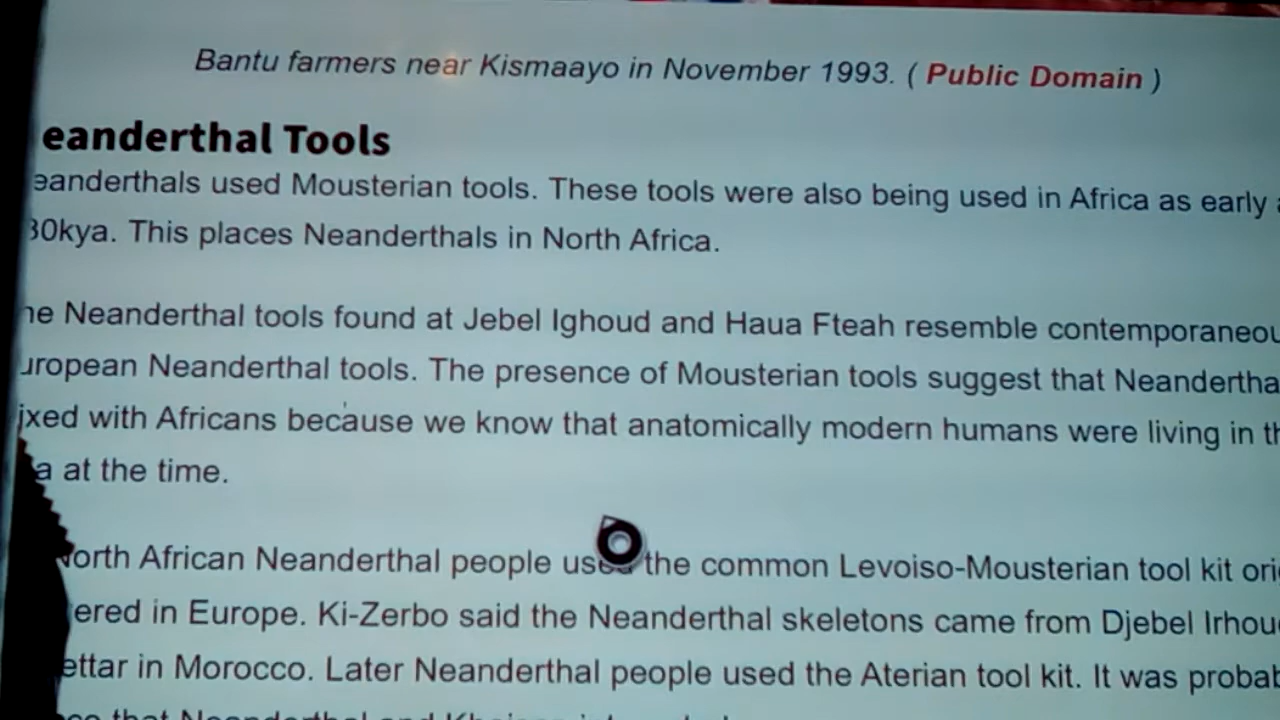 Bantu farmers near Kismaayo in November 1993. ( Public Domain )
eanderthal Tools
eanderthals used Mousterian tools. These tools were also being used in Africa as early
30kya. This places Neanderthals in North Africa.
he Neanderthal tools found at Jebel Ighoud and Haua Fteah resemble contemporaneou
uropean Neanderthal tools. The presence of Mousterian tools suggest that Neandertha
ixed with Africans because we know that anatomically modern humans were living in th
a at the time.
orth African Neanderthal people used the common Levoiso-Mousterian tool kit ori
ered in Europe. Ki-Zerbo said the Neanderthal skeletons came from Djebel Irhou
ettar in Morocco. Later Neanderthal people used the Aterian tool kit. It was probab
that Neanderthal and